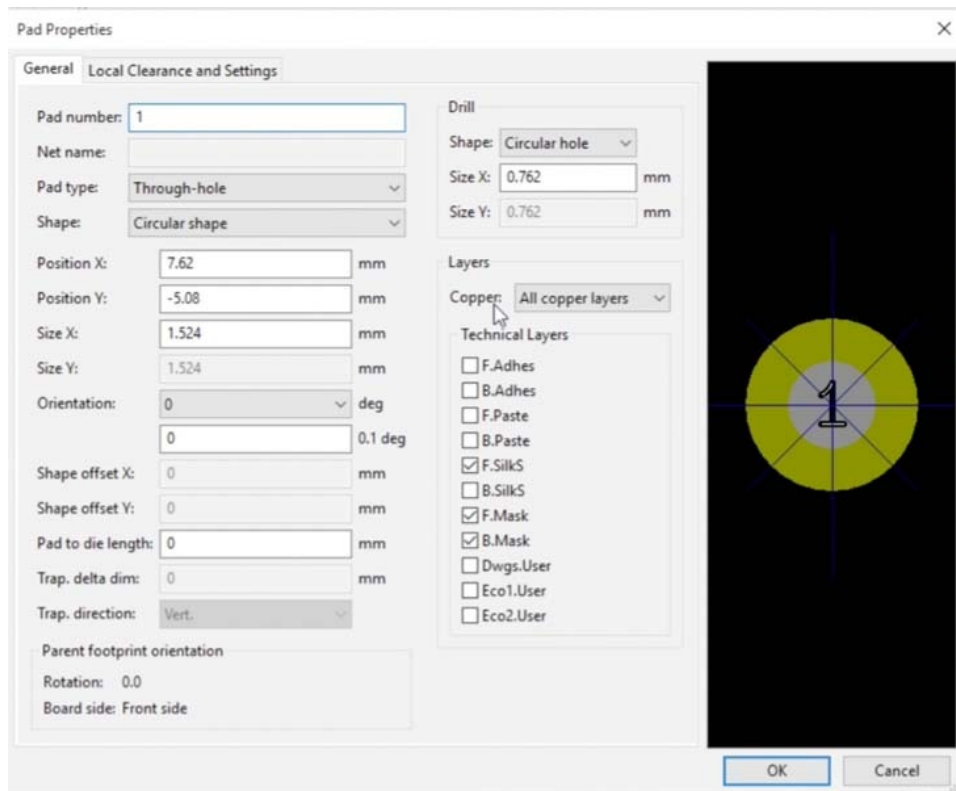 Pad Properties
General Local Clearance and Settings
Pad number: 1
Net name:
Pad type: Through-hole
Shape: Circular shape
Position X: 7.62 mm
Position Y: -5.08 mm
Size X: 1.524 mm
Size Y: 1.524 mm
Orientation: 0 deg
0 0.1 deg
Shape offset X: 0 mm
Shape offset Y: 0 mm
Pad to die length: 0 mm
Trap. delta dim: 0 mm
Trap. direction: Vert.
Parent footprint orientation
Rotation: 0.0
Board side: Front side
Drill
Shape: Circular hole
Size X: 0.762 mm
Size Y: 0.762 mm
Layers
Copper: All copper layers
Technical Layers
F.Adhes
B.Adhes
F.Paste
B.Paste
F.SilkS
B.SilkS
F.Mask
B.Mask
Dwgs.User
Eco1.User
Eco2.User
1
OK Cancel